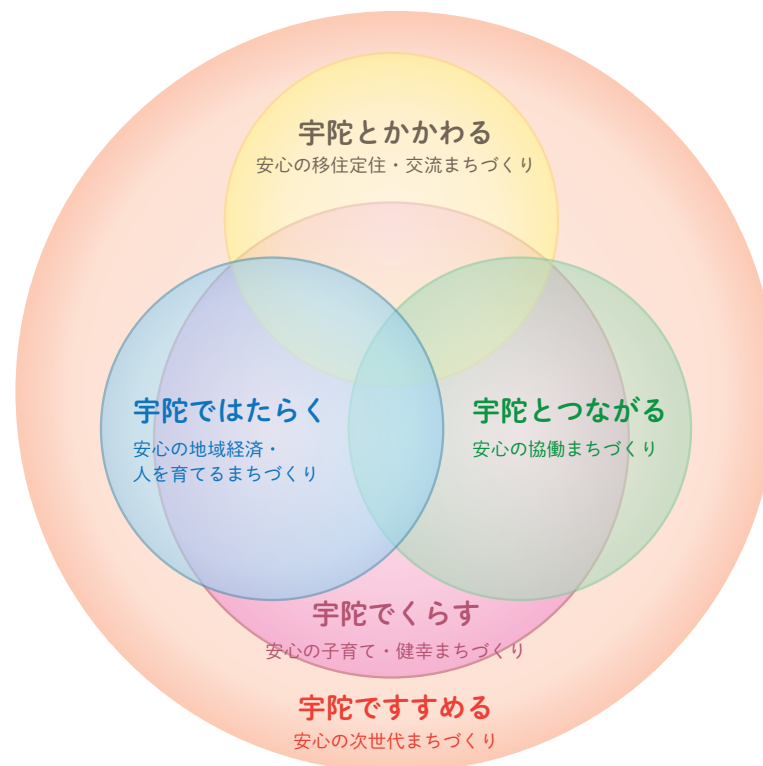 宇陀とかかわる
安心の移住定住・交流まちづくり
宇陀ではたらく
安心の地域経済・
人を育てるまちづくり
宇陀とつながる
安心の協働まちづくり
宇陀でくらす
安心の子育て・健幸まちづくり
宇陀ですすめる
安心の次世代まちづくり